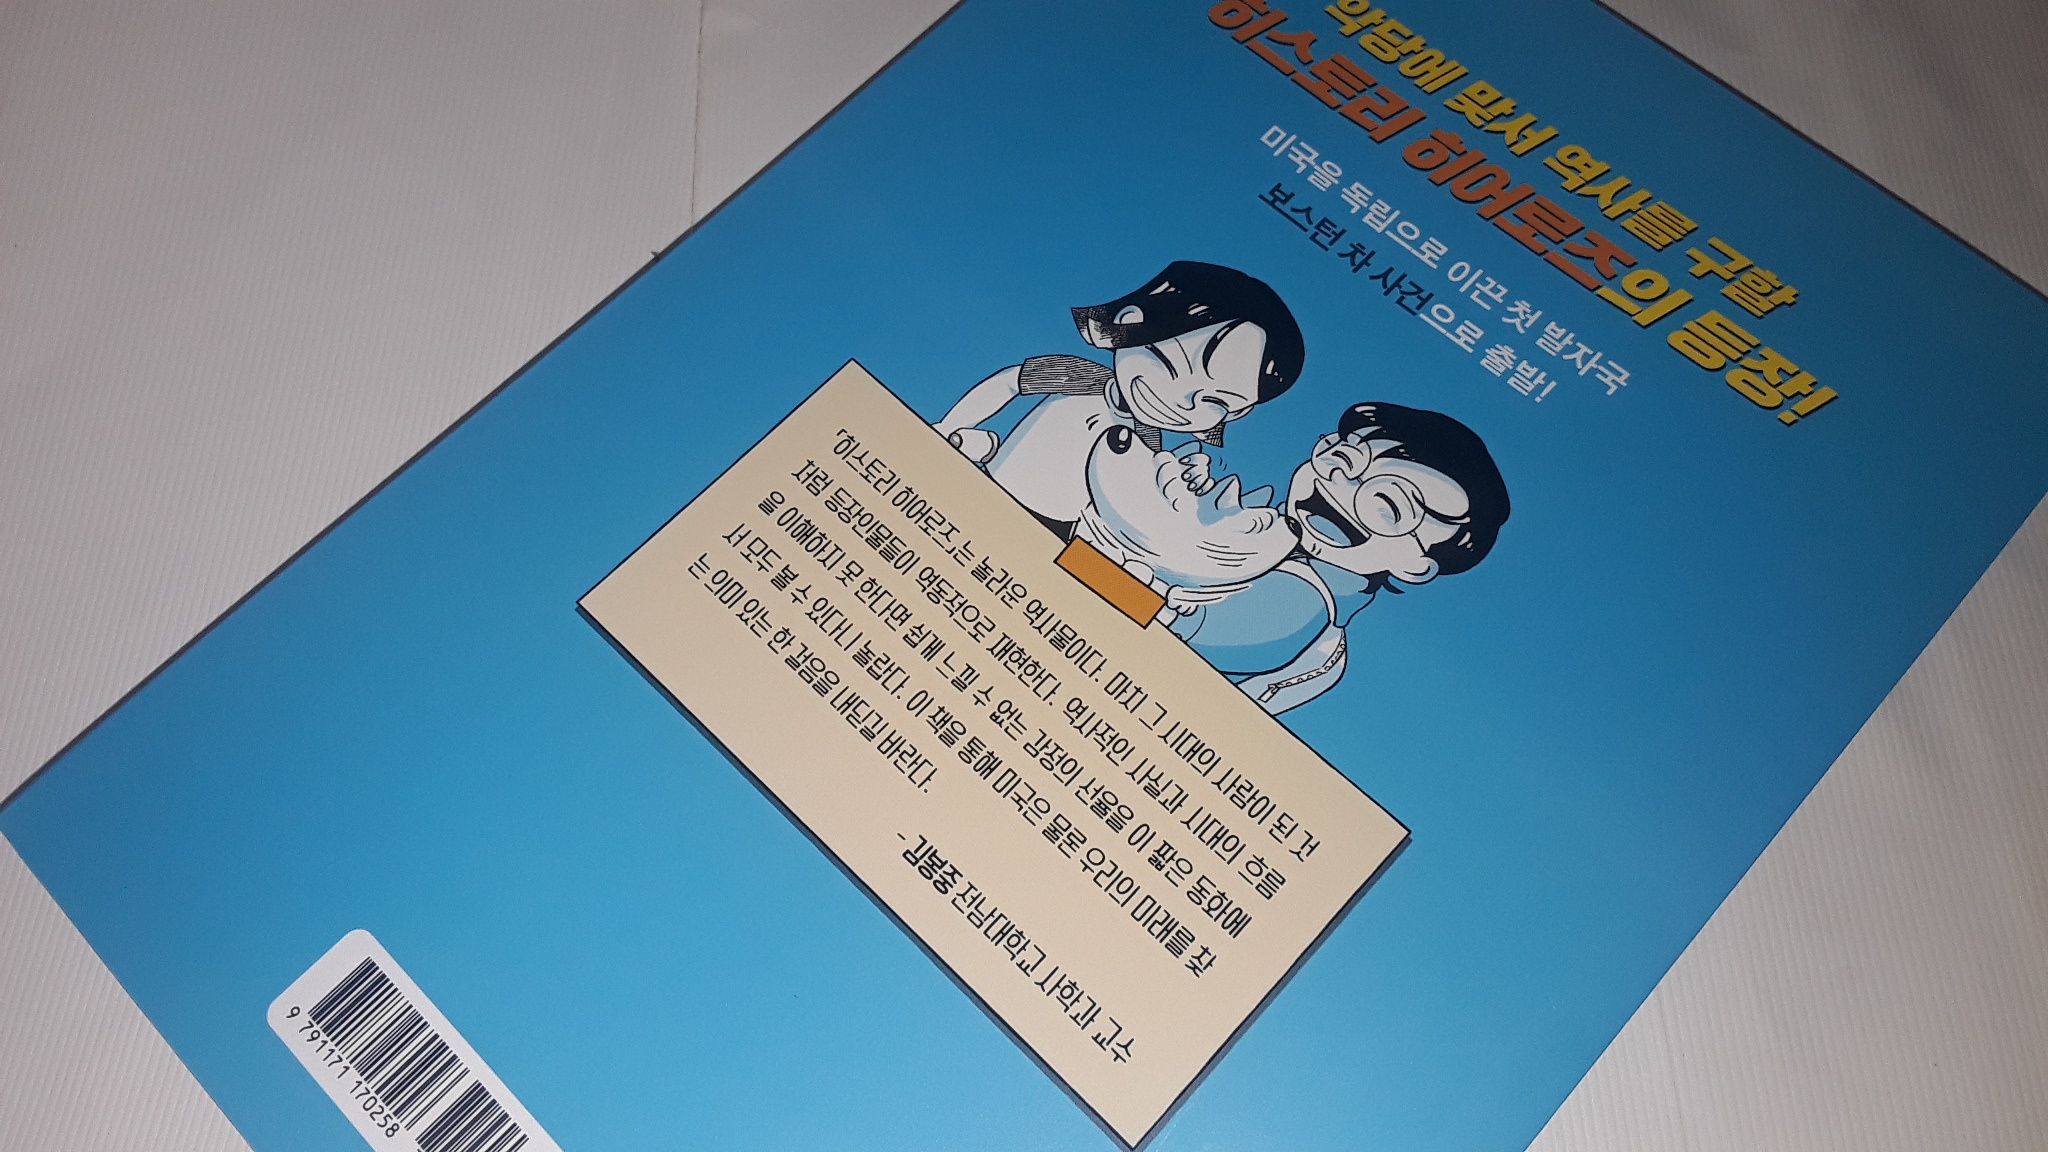 악당에 맞서 역사를 구할
히스토리 히어로즈의 등장!
미국을 독립으로 이끈 첫 발자국
보스턴 차 사건으로 출발!
「히스토리 히어로즈」는 놀라운 역사물이다. 마치 그 시대의 사람이 된 것
처럼 등장인물들이 역동적으로 재현한다. 역사적인 사실과 시대의 흐름
을 이해하지 못 한다면 쉽게 느낄 수 없는 감정의 선율을 이 짧은 동화에
서 모두 볼 수 있다니 놀랍다. 이 책을 통해 미국은 물론 우리의 미래를 찾
는 의미 있는 한 걸음을 내딛길 바란다.
- 김봉중 전남대학교 사학과 교수
9 791171 170258